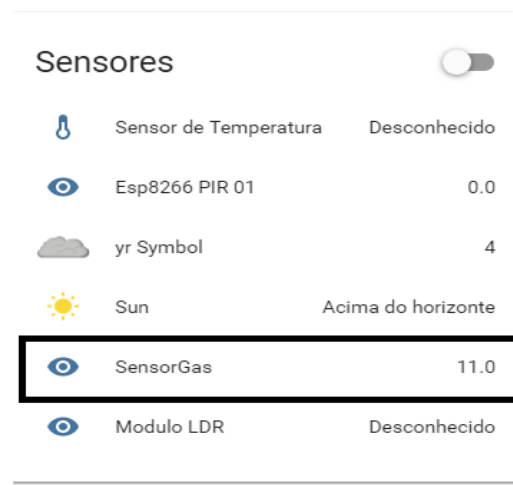 Sensores
Sensor de Temperatura Desconhecido
Esp8266 PIR 01 0.0
yr Symbol 4
Sun Acima do horizonte
SensorGas 11.0
Modulo LDR Desconhecido